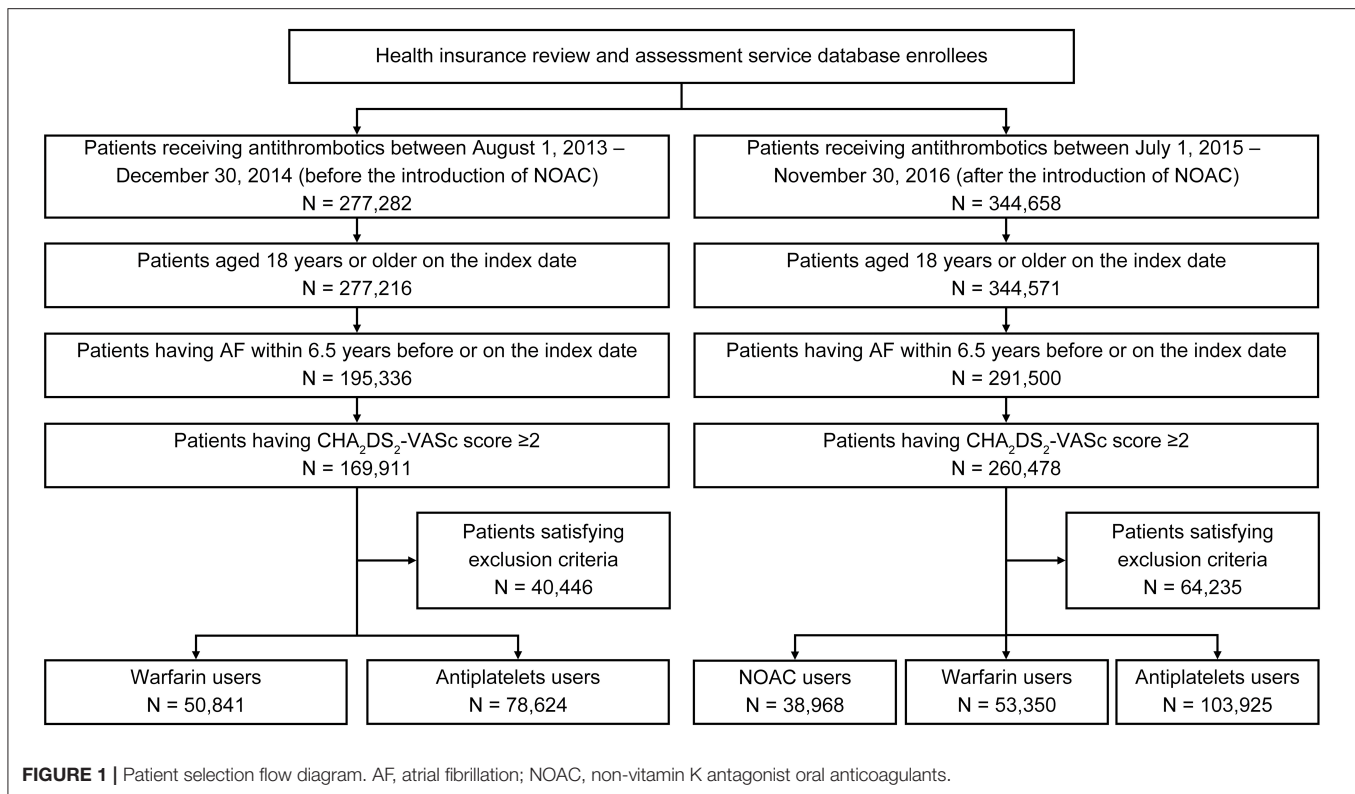 Health insurance review and assessment service database enrollees
Patients receiving antithrombotics between August 1, 2013 –
December 30, 2014 (before the introduction of NOAC)
N = 277,282
Patients receiving antithrombotics between July 1, 2015 –
November 30, 2016 (after the introduction of NOAC)
N = 344,658
Patients aged 18 years or older on the index date
N = 277,216
Patients aged 18 years or older on the index date
N = 344,571
Patients having AF within 6.5 years before or on the index date
N = 195,336
Patients having AF within 6.5 years before or on the index date
N = 291,500
Patients having CHA₂DS₂-VASc score ≥2
N = 169,911
Patients having CHA₂DS₂-VASc score ≥2
N = 260,478
Patients satisfying
exclusion criteria
N = 40,446
Patients satisfying
exclusion criteria
N = 64,235
Warfarin users
N = 50,841
Antiplatelets users
N = 78,624
NOAC users
N = 38,968
Warfarin users
N = 53,350
Antiplatelets users
N = 103,925
FIGURE 1 | Patient selection flow diagram. AF, atrial fibrillation; NOAC, non-vitamin K antagonist oral anticoagulants.